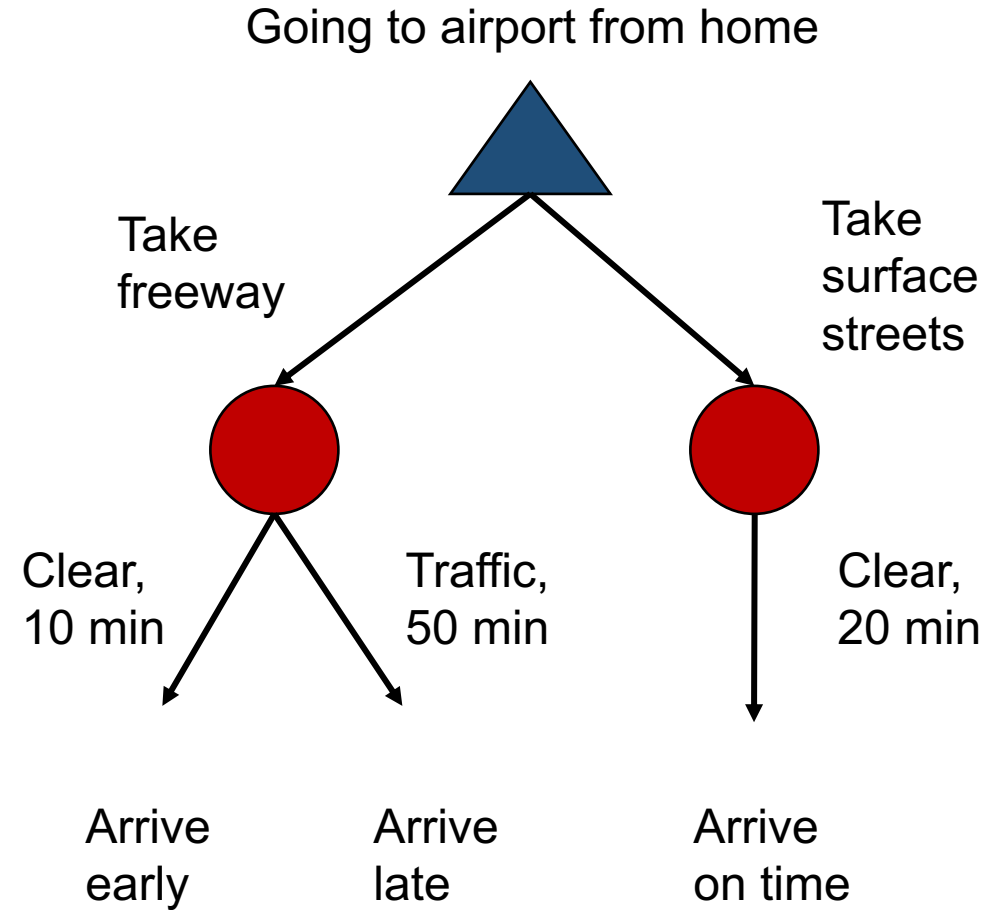 Going to airport from home
Take
freeway
Take
surface
streets
Clear,
10 min
Traffic,
50 min
Clear,
20 min
Arrive
early
Arrive
late
Arrive
on time